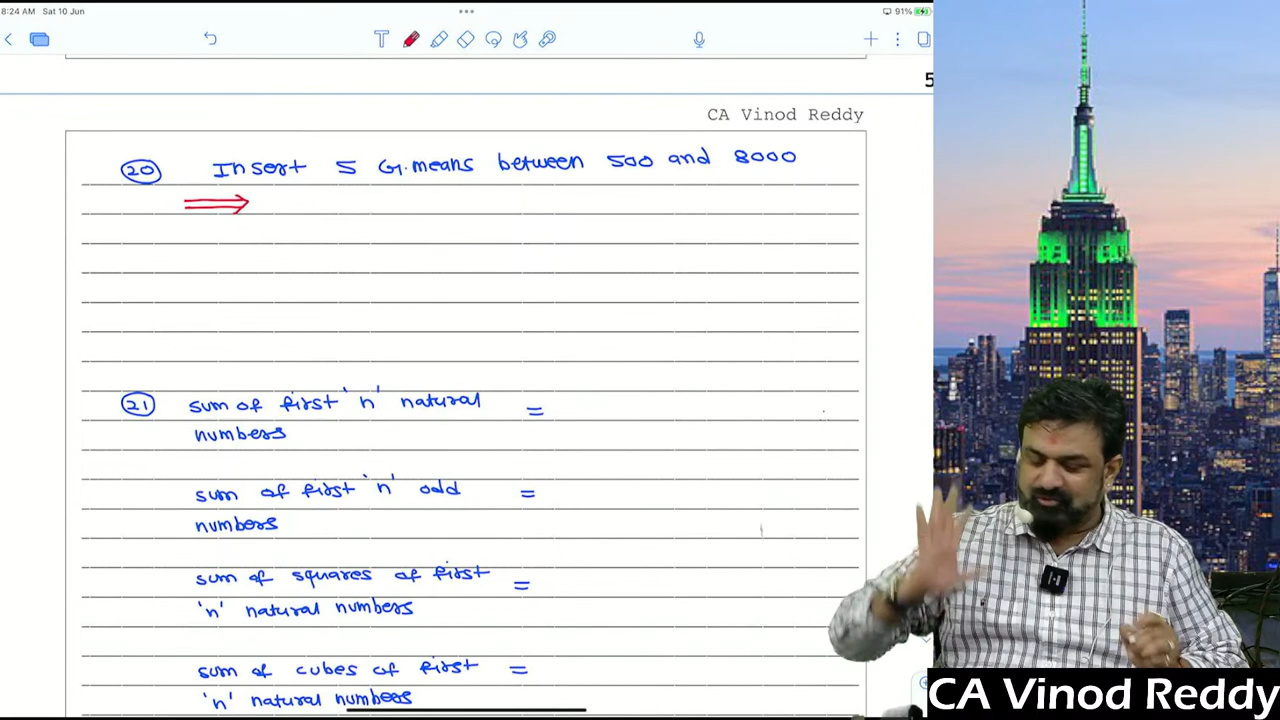 8:24 AM Sat 10 Jun
91%
5
CA Vinod Reddy
20 Insert 5 G.means between 500 and 8000
21 sum of first 'n' natural =
numbers
sum of first 'n' odd =
numbers
sum of squares of first =
'n' natural numbers
sum of cubes of first =
'n' natural numbers
CA Vinod Reddy